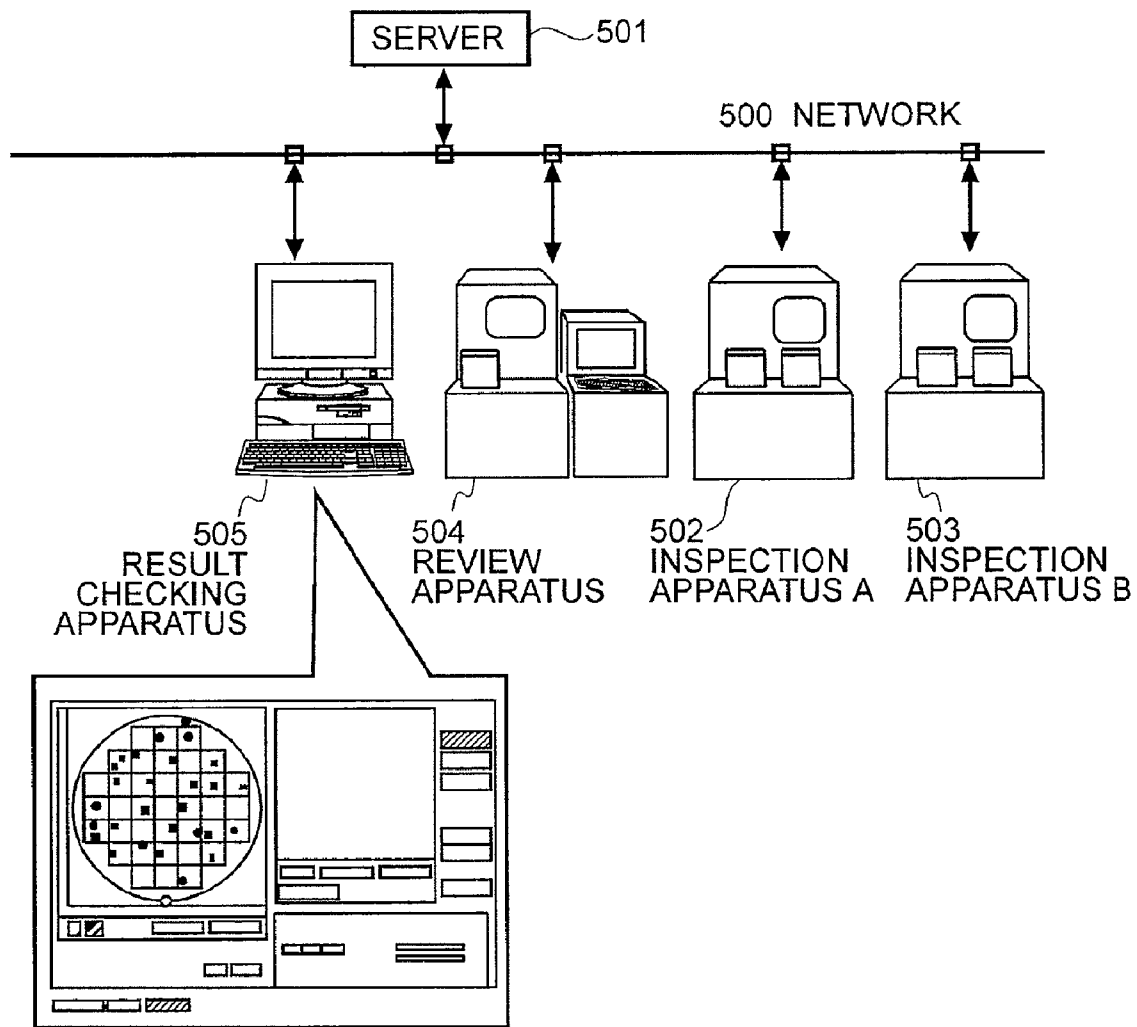 SERVER
501
500 NETWORK
505
RESULT
CHECKING
APPARATUS
504
REVIEW
APPARATUS
502
INSPECTION
APPARATUS A
503
INSPECTION
APPARATUS B